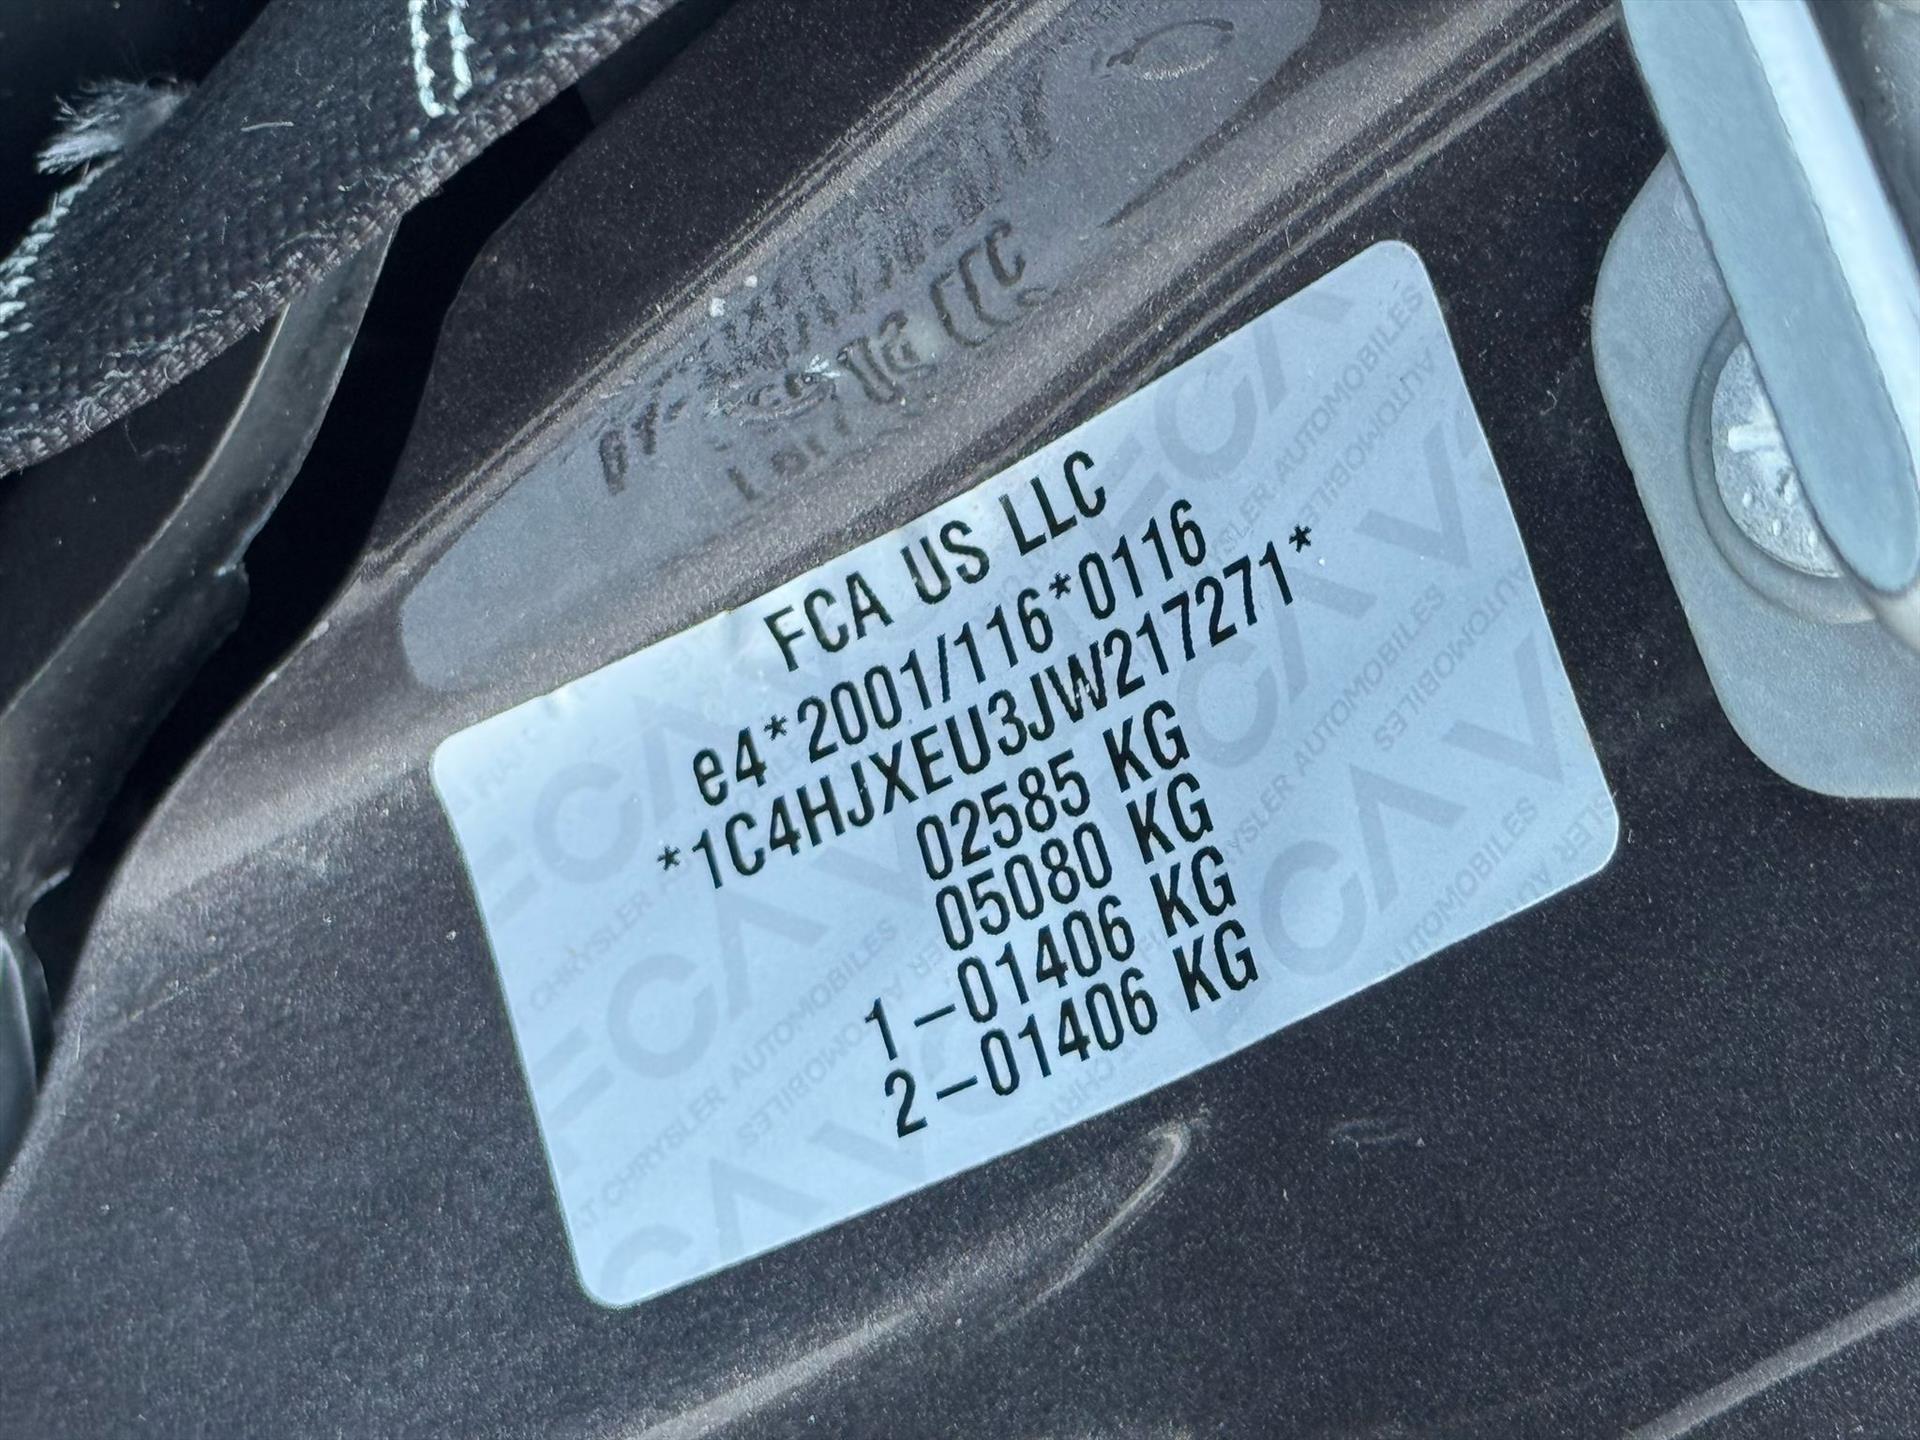 FCA US LLC
e4*2001/116*0116
*1C4HJXEU3JW217271*
02585 KG
05080 KG
1-01406 KG
2-01406 KG